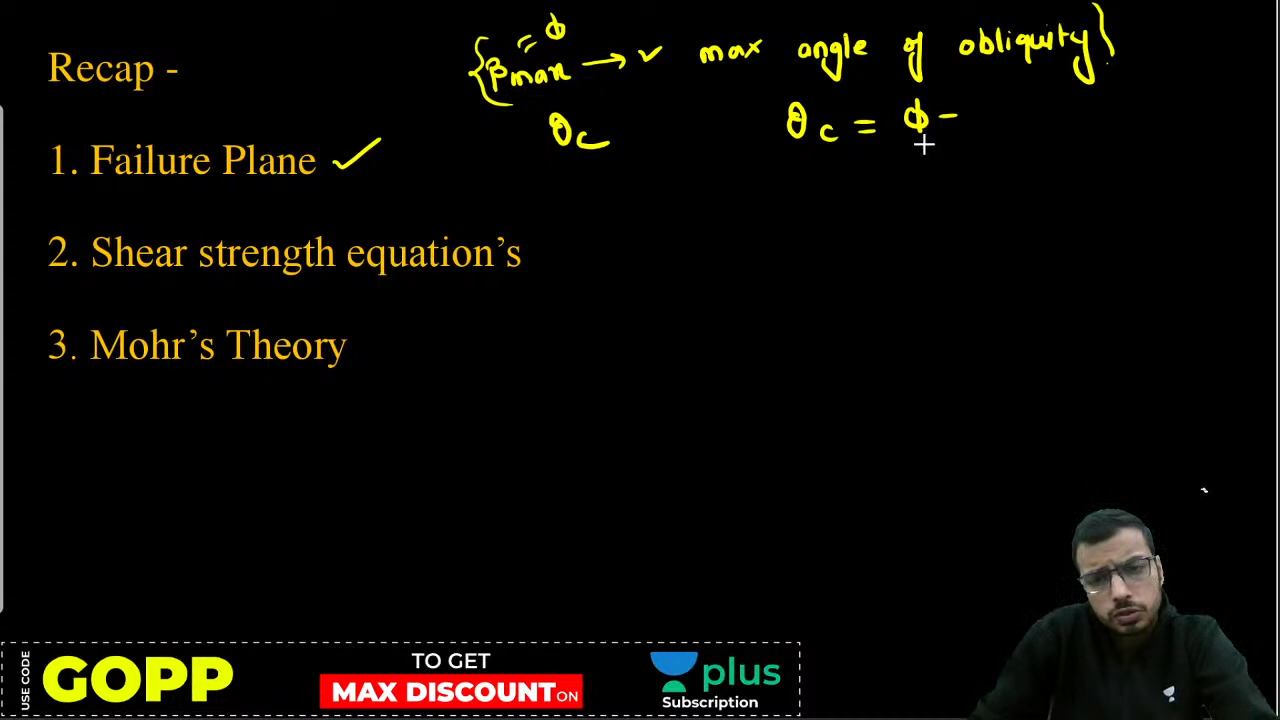 Recap -
{βmax = ϕ → ✓ max angle of obliquity}
θc θc = ϕ -
1. Failure Plane ✓
2. Shear strength equation’s
3. Mohr’s Theory
USE CODE
GOPP
TO GET
MAX DISCOUNT ON
plus
Subscription